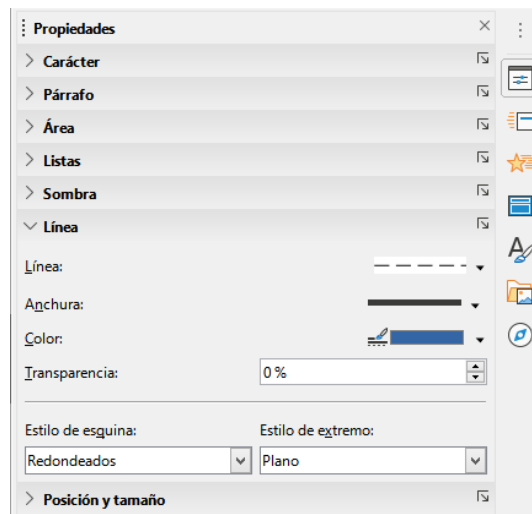 Propiedades
Carácter
Párrafo
Área
Listas
Sombra
Línea
Línea:
Anchura:
Color:
Transparencia: 0 %
Estilo de esquina: Estilo de extremo:
Redondeados Plano
Posición y tamaño